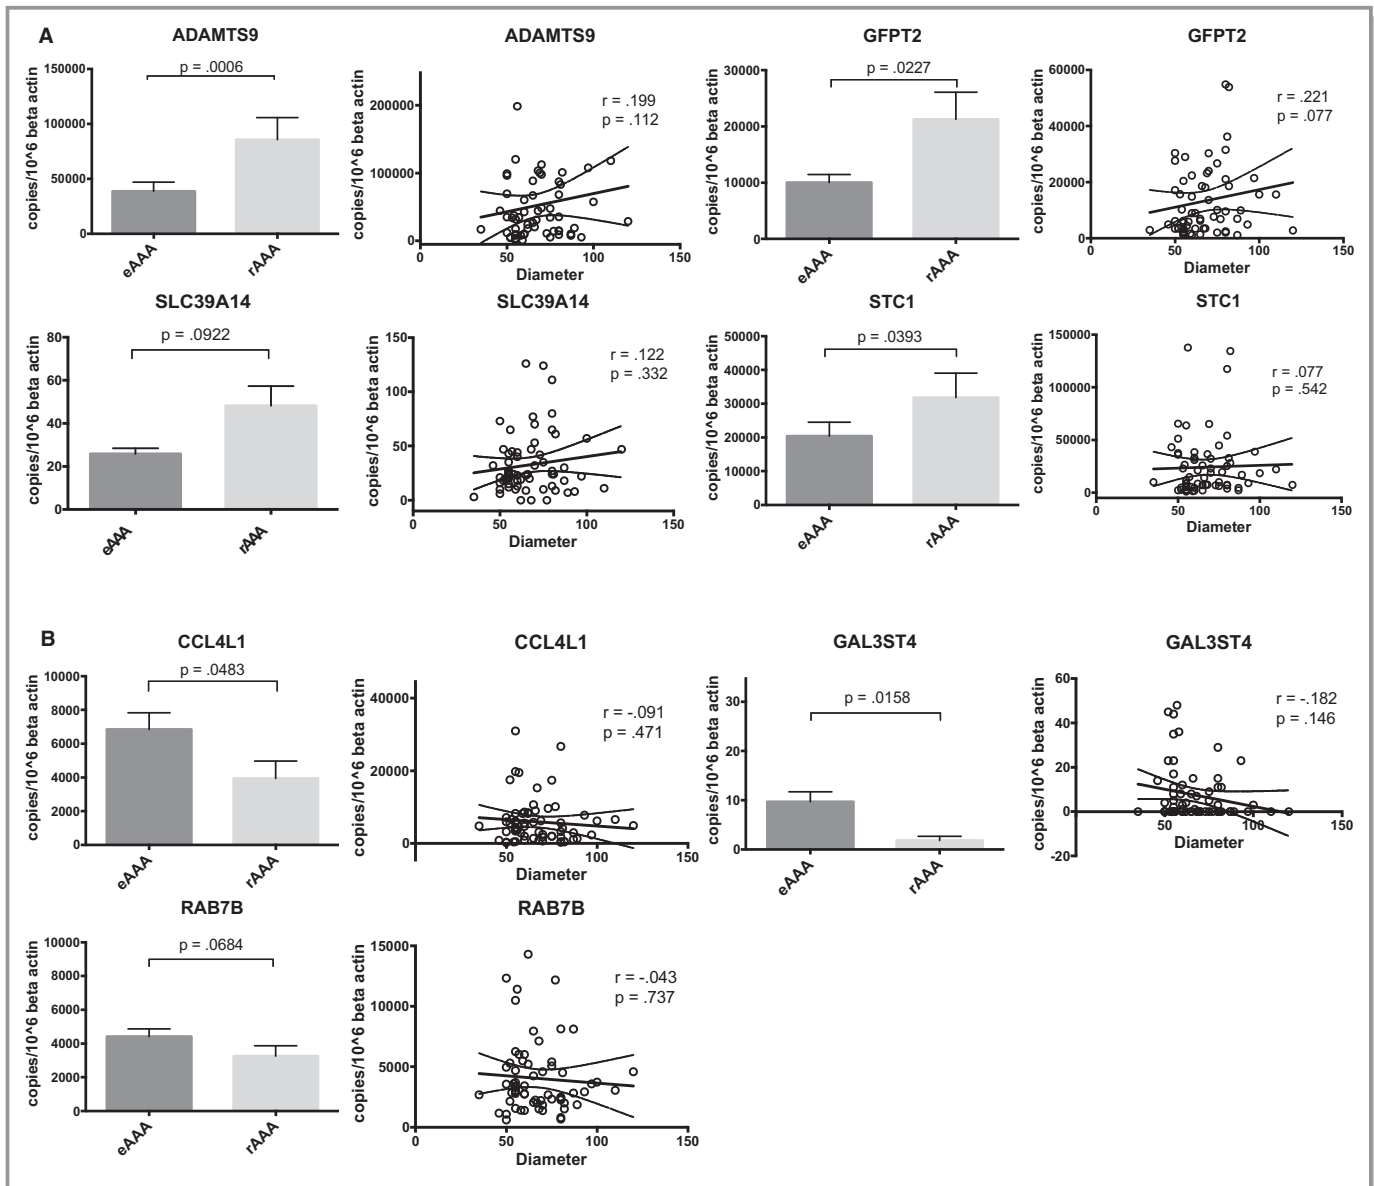 A
ADAMTS9
copies/10^6 beta actin
150000
100000
50000
0
p = .0006
eAAA
rAAA
ADAMTS9
copies/10^6 beta actin
200000
100000
0
r = .199
p = .112
0
50
100
150
Diameter
GFPT2
copies/10^6 beta actin
30000
20000
10000
0
p = .0227
eAAA
rAAA
GFPT2
copies/10^6 beta actin
60000
40000
20000
0
r = .221
p = .077
0
50
100
150
Diameter
SLC39A14
copies/10^6 beta actin
80
60
40
20
0
p = .0922
eAAA
rAAA
SLC39A14
copies/10^6 beta actin
150
100
50
0
r = .122
p = .332
0
50
100
150
Diameter
STC1
copies/10^6 beta actin
50000
40000
30000
20000
10000
0
p = .0393
eAAA
rAAA
STC1
copies/10^6 beta actin
150000
100000
50000
0
r = .077
p = .542
0
50
100
150
Diameter
B
CCL4L1
copies/10^6 beta actin
10000
8000
6000
4000
2000
0
p = .0483
eAAA
rAAA
CCL4L1
copies/10^6 beta actin
40000
20000
0
r = -.091
p = .471
50
100
150
Diameter
GAL3ST4
copies/10^6 beta actin
30
20
10
0
p = .0158
eAAA
rAAA
GAL3ST4
copies/10^6 beta actin
60
40
20
0
-20
r = -.182
p = .146
50
100
150
Diameter
RAB7B
copies/10^6 beta actin
10000
8000
6000
4000
2000
0
p = .0684
eAAA
rAAA
RAB7B
copies/10^6 beta actin
15000
10000
5000
0
r = -.043
p = .737
0
50
100
150
Diameter